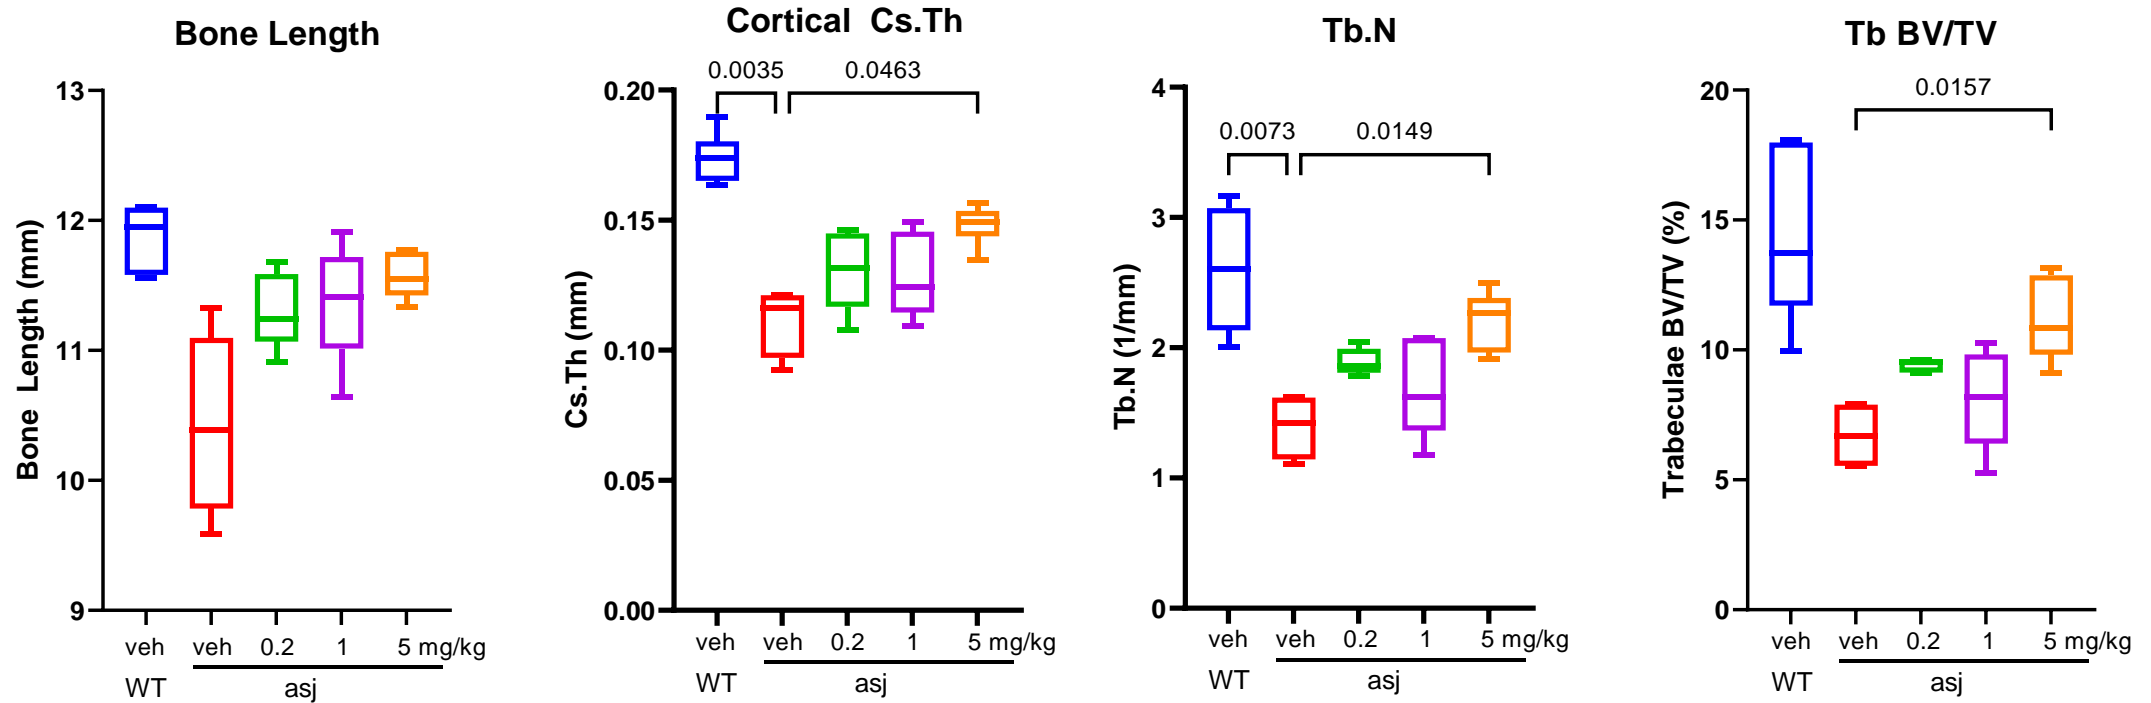 Bone Length
Bone Length (mm)
13
12
11
10
9
veh veh 0.2 1 5 mg/kg
WT asj
Cortical Cs.Th
0.0035 0.0463
Cs.Th (mm)
0.20
0.15
0.10
0.05
0.00
veh veh 0.2 1 5 mg/kg
WT asj
Tb.N
0.0073 0.0149
Tb.N (1/mm)
4
3
2
1
0
veh veh 0.2 1 5 mg/kg
WT asj
Tb BV/TV
0.0157
Trabeculae BV/TV (%)
20
15
10
5
0
veh veh 0.2 1 5 mg/kg
WT asj